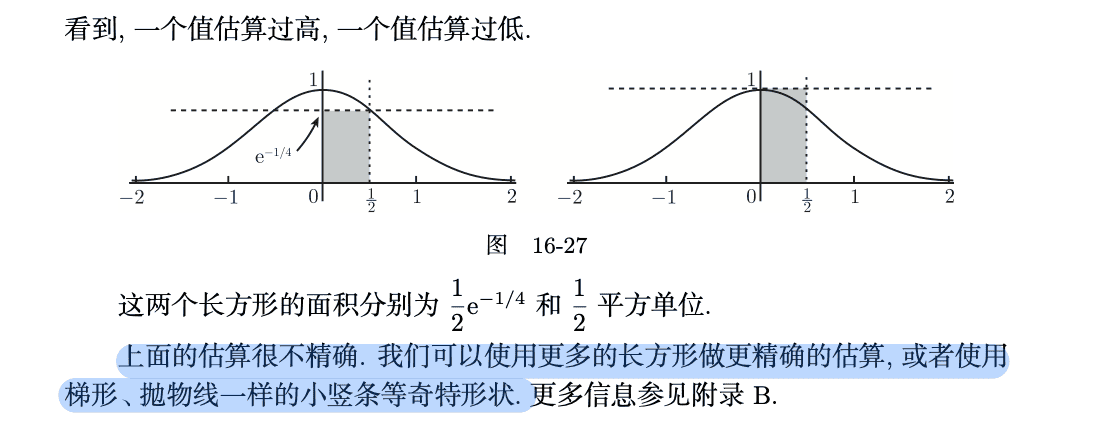 看到, 一个值估算过高, 一个值估算过低.
1
e^{-1/4}
−2 −1 0 1/2 1 2
1
−2 −1 0 1/2 1 2
图 16-27
这两个长方形的面积分别为 1/2 e^{-1/4} 和 1/2 平方单位.
上面的估算很不精确. 我们可以使用更多的长方形做更精确的估算, 或者使用
梯形、抛物线一样的小竖条等奇特形状. 更多信息参见附录 B.